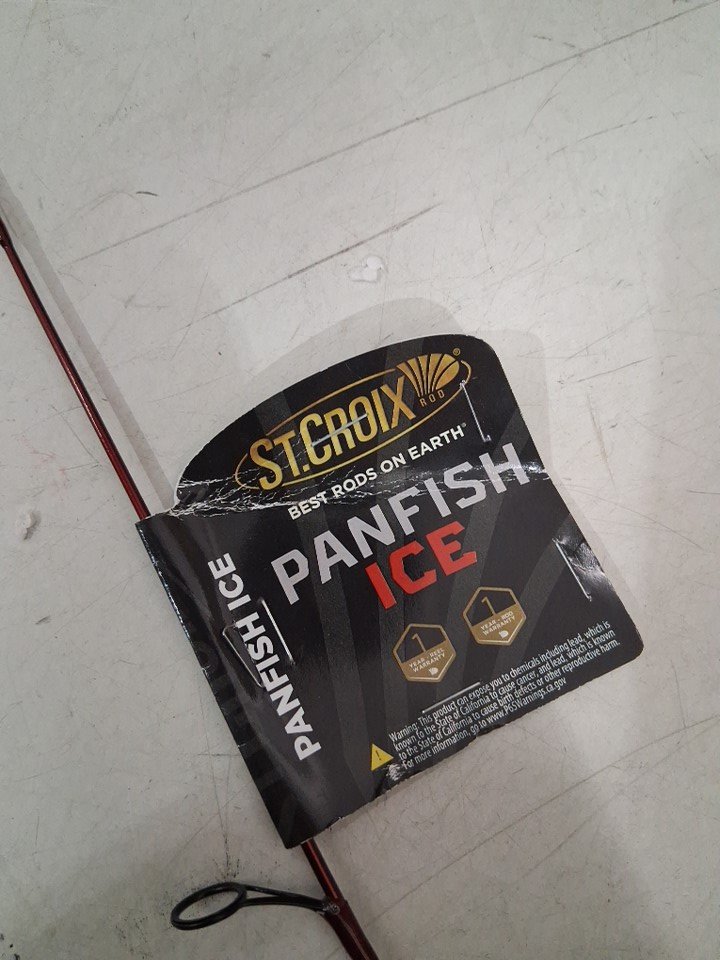 ST.CROIX®
ROD
BEST RODS ON EARTH®
PANFISH
ICE
PANFISH ICE
1
YEAR - REEL
WARRANTY
1
YEAR - ROD
WARRANTY
Warning: This product can expose you to chemicals including lead, which is
known to the State of California to cause cancer, and lead, which is known
to the State of California to cause birth defects or other reproductive harm.
For more information, go to www.P65Warnings.ca.gov